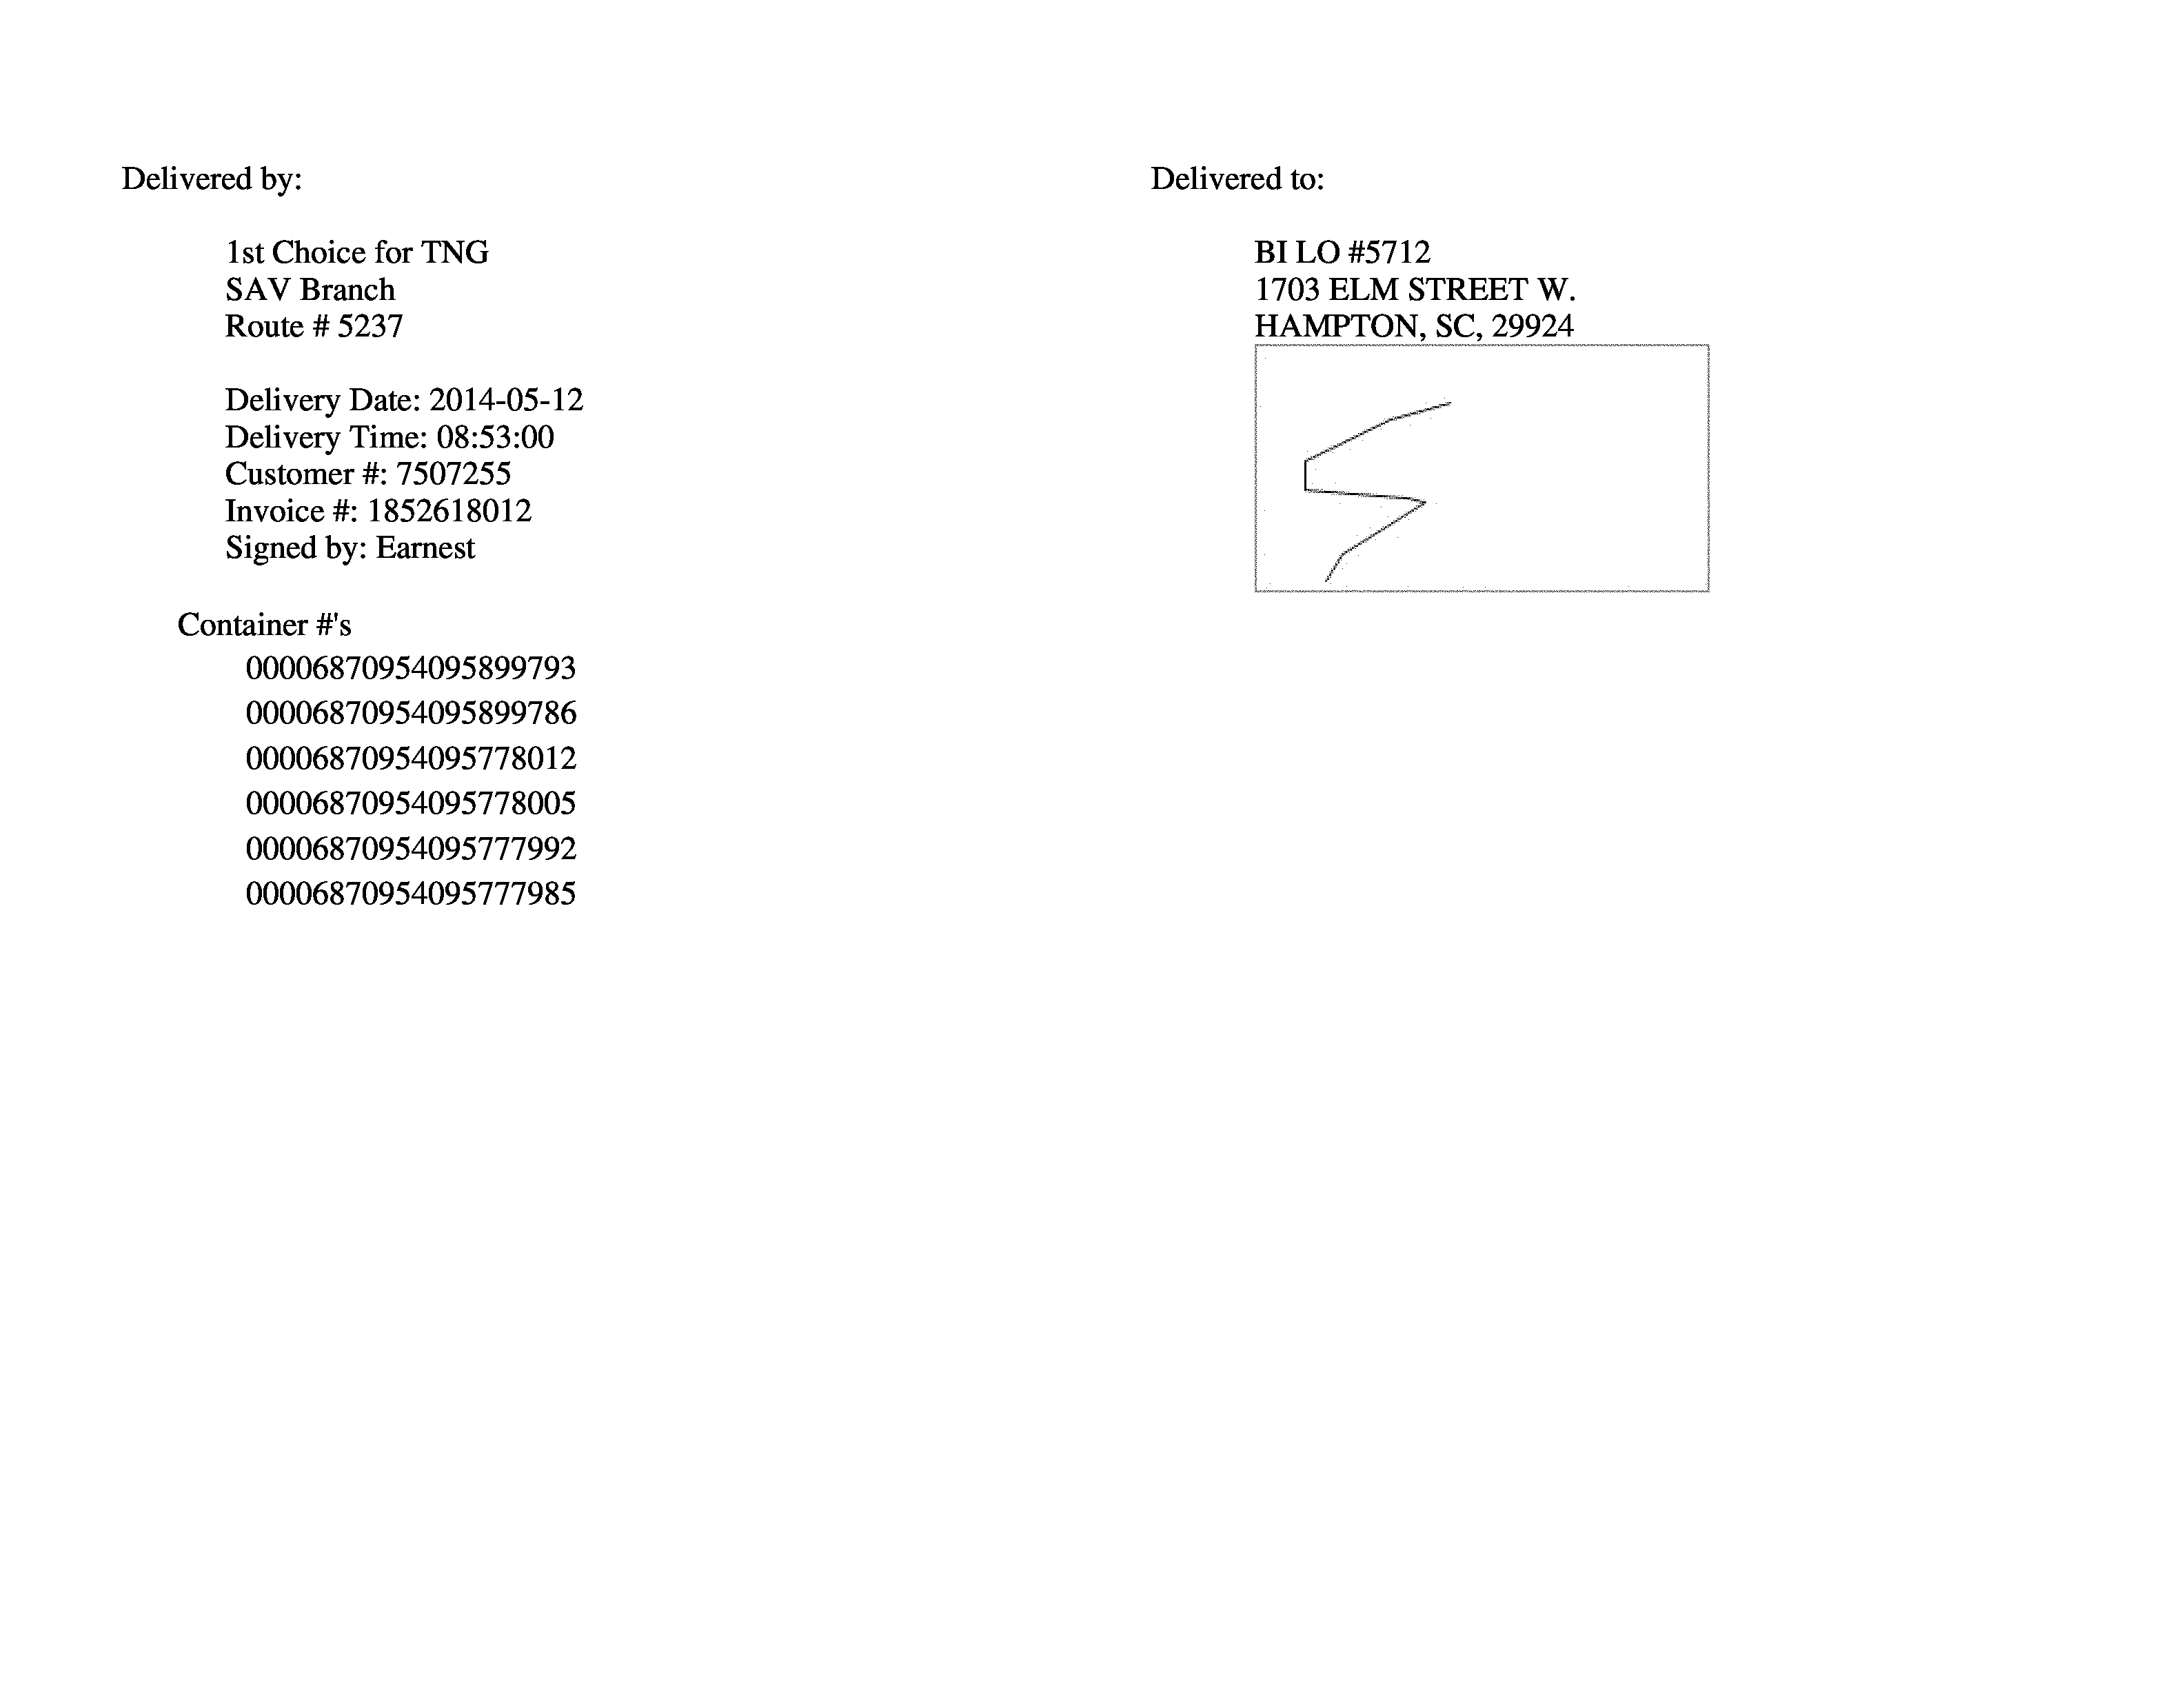 Delivered by:
1st Choice for TNG
SAV Branch
Route # 5237
Delivery Date: 2014-05-12
Delivery Time: 08:53:00
Customer #: 7507255
Invoice #: 1852618012
Signed by: Earnest
Container #'s
00006870954095899793
00006870954095899786
00006870954095778012
00006870954095778005
00006870954095777992
00006870954095777985
Delivered to:
BI LO #5712
1703 ELM STREET W.
HAMPTON, SC, 29924